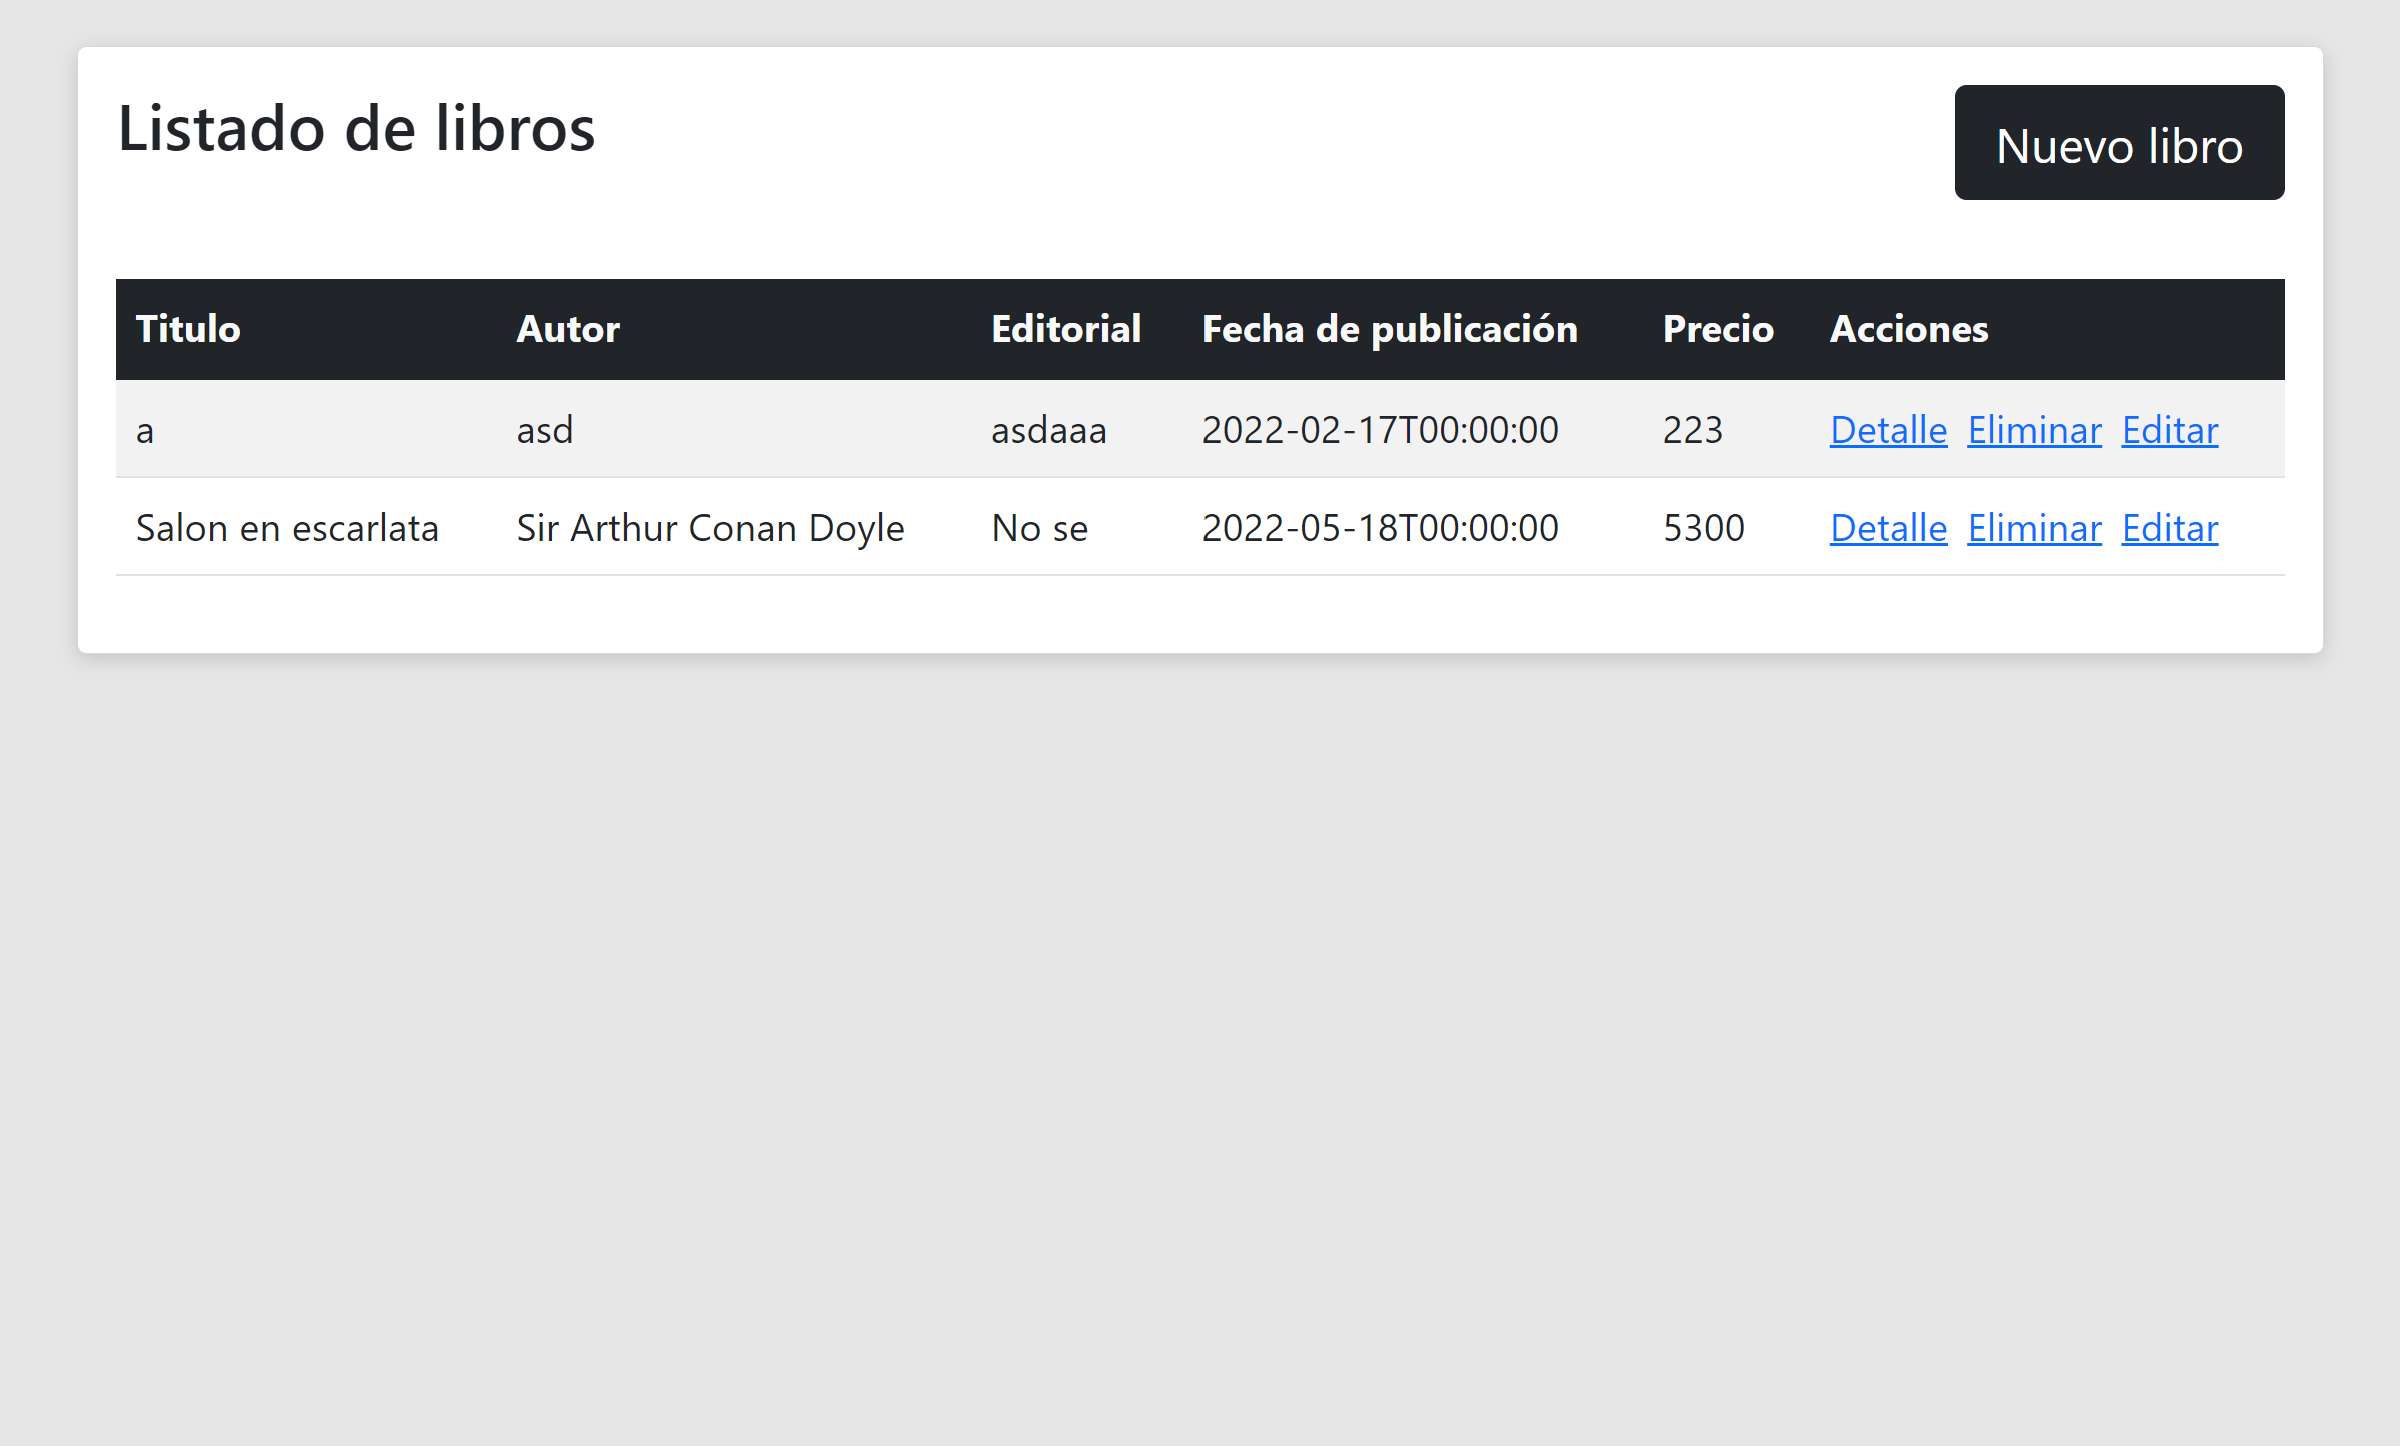 Listado de libros
Nuevo libro
Titulo Autor Editorial Fecha de publicación Precio Acciones
a asd asdaaa 2022-02-17T00:00:00 223 Detalle Eliminar Editar
Salon en escarlata Sir Arthur Conan Doyle No se 2022-05-18T00:00:00 5300 Detalle Eliminar Editar